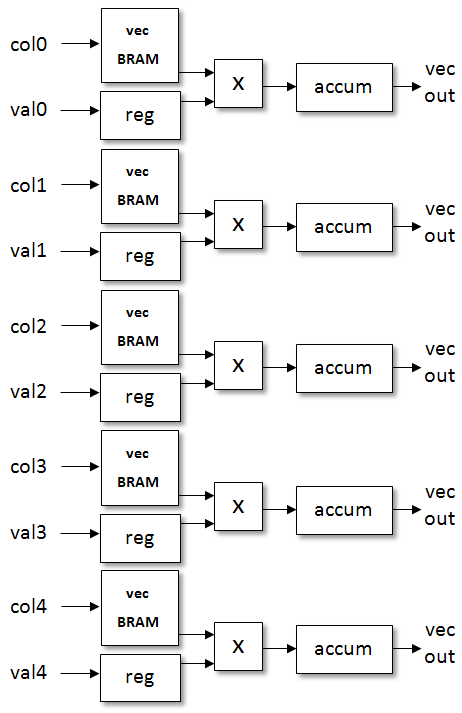 col0
vec
BRAM
val0
reg
X
accum
vec
out
col1
vec
BRAM
val1
reg
X
accum
vec
out
col2
vec
BRAM
val2
reg
X
accum
vec
out
col3
vec
BRAM
val3
reg
X
accum
vec
out
col4
vec
BRAM
val4
reg
X
accum
vec
out